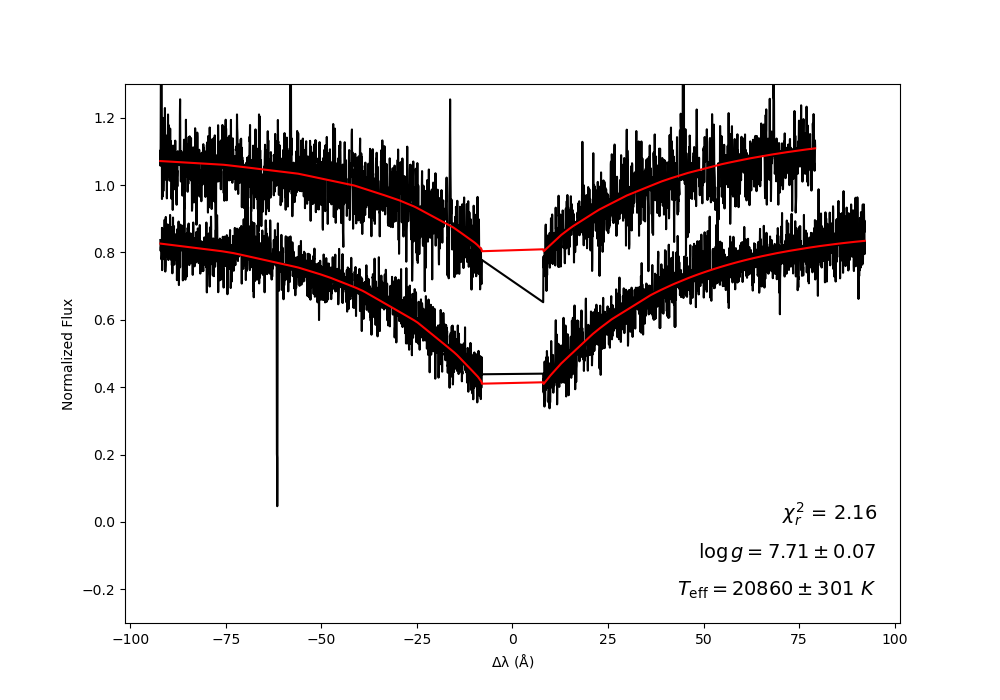 1.2
1.0
0.8
0.6
0.4
0.2
0.0
−0.2
Normalized Flux
χ²ᵣ = 2.16
log g = 7.71 ± 0.07
T_eff = 20860 ± 301 K
−100 −75 −50 −25 0 25 50 75 100
Δλ (Å)